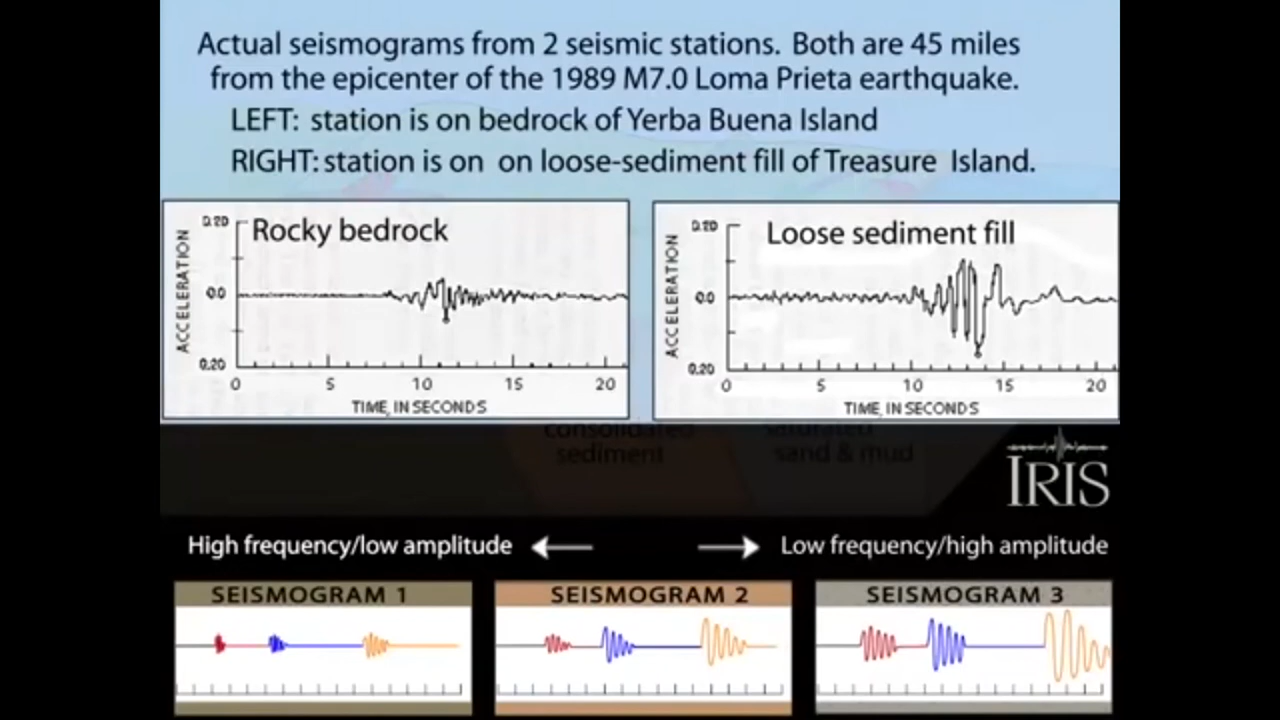 Actual seismograms from 2 seismic stations. Both are 45 miles
from the epicenter of the 1989 M7.0 Loma Prieta earthquake.
LEFT: station is on bedrock of Yerba Buena Island
RIGHT: station is on on loose-sediment fill of Treasure Island.
0.20
Rocky bedrock
ACCELERATION
0.0
0.20
0
5
10
15
20
TIME, IN SECONDS
0.20
Loose sediment fill
ACCELERATION
0.0
0.20
0
5
10
15
20
TIME, IN SECONDS
consolidated
sediment
saturated
sand & mud
IRIS
High frequency/low amplitude
Low frequency/high amplitude
SEISMOGRAM 1
SEISMOGRAM 2
SEISMOGRAM 3